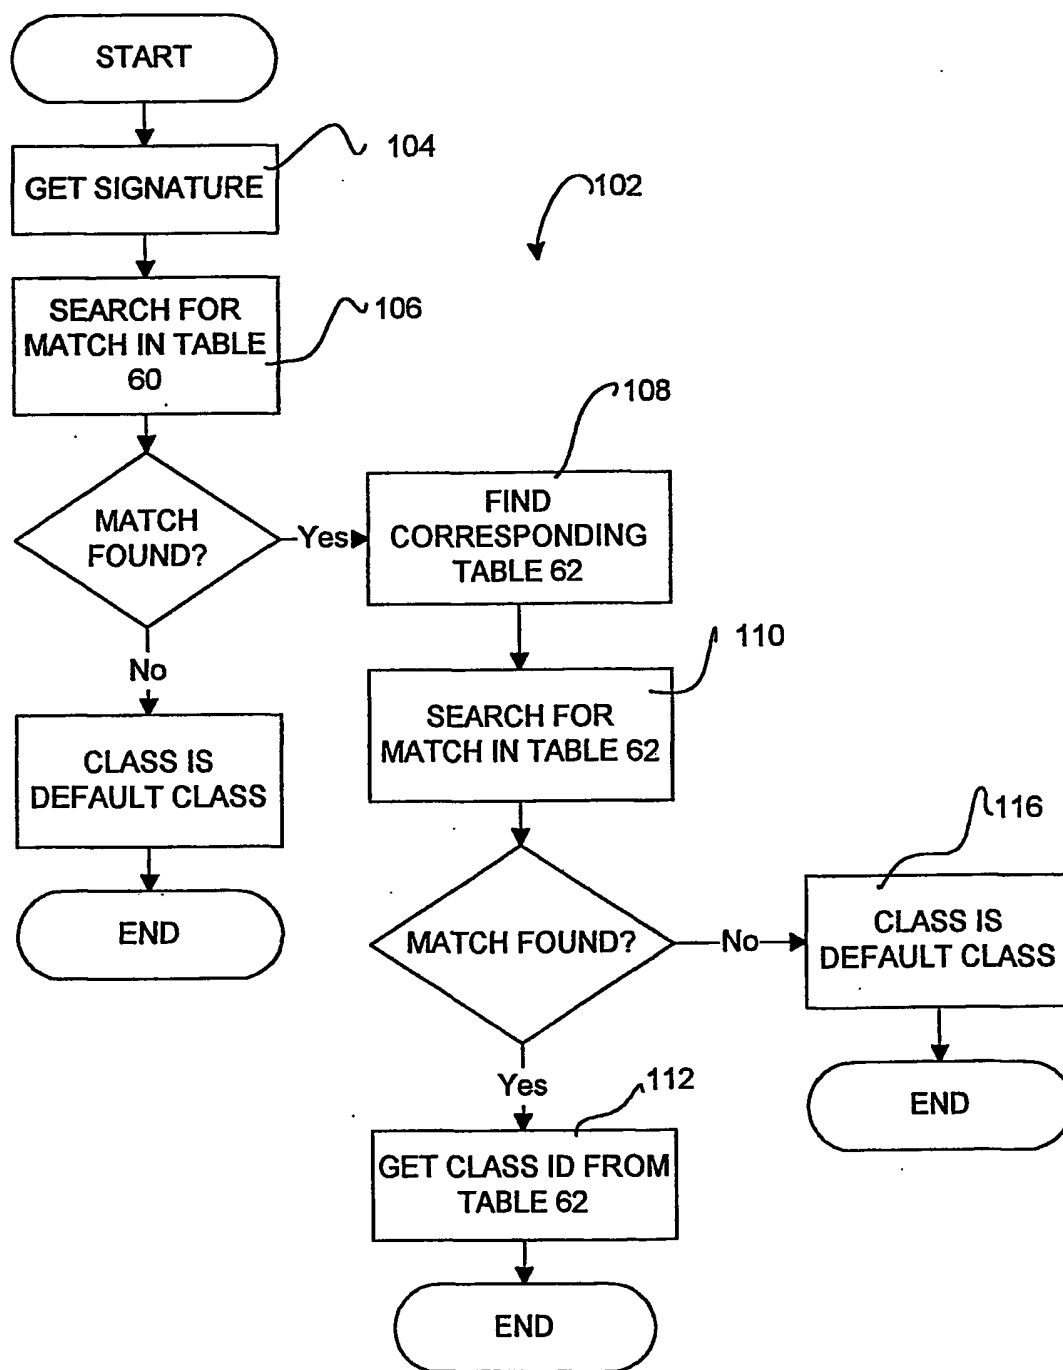 START
104
GET SIGNATURE
102
SEARCH FOR
MATCH IN TABLE
60
106
MATCH
FOUND?
Yes
108
FIND
CORRESPONDING
TABLE 62
No
110
SEARCH FOR
MATCH IN TABLE 62
CLASS IS
DEFAULT CLASS
END
MATCH FOUND?
No
116
CLASS IS
DEFAULT CLASS
END
Yes
112
GET CLASS ID FROM
TABLE 62
END